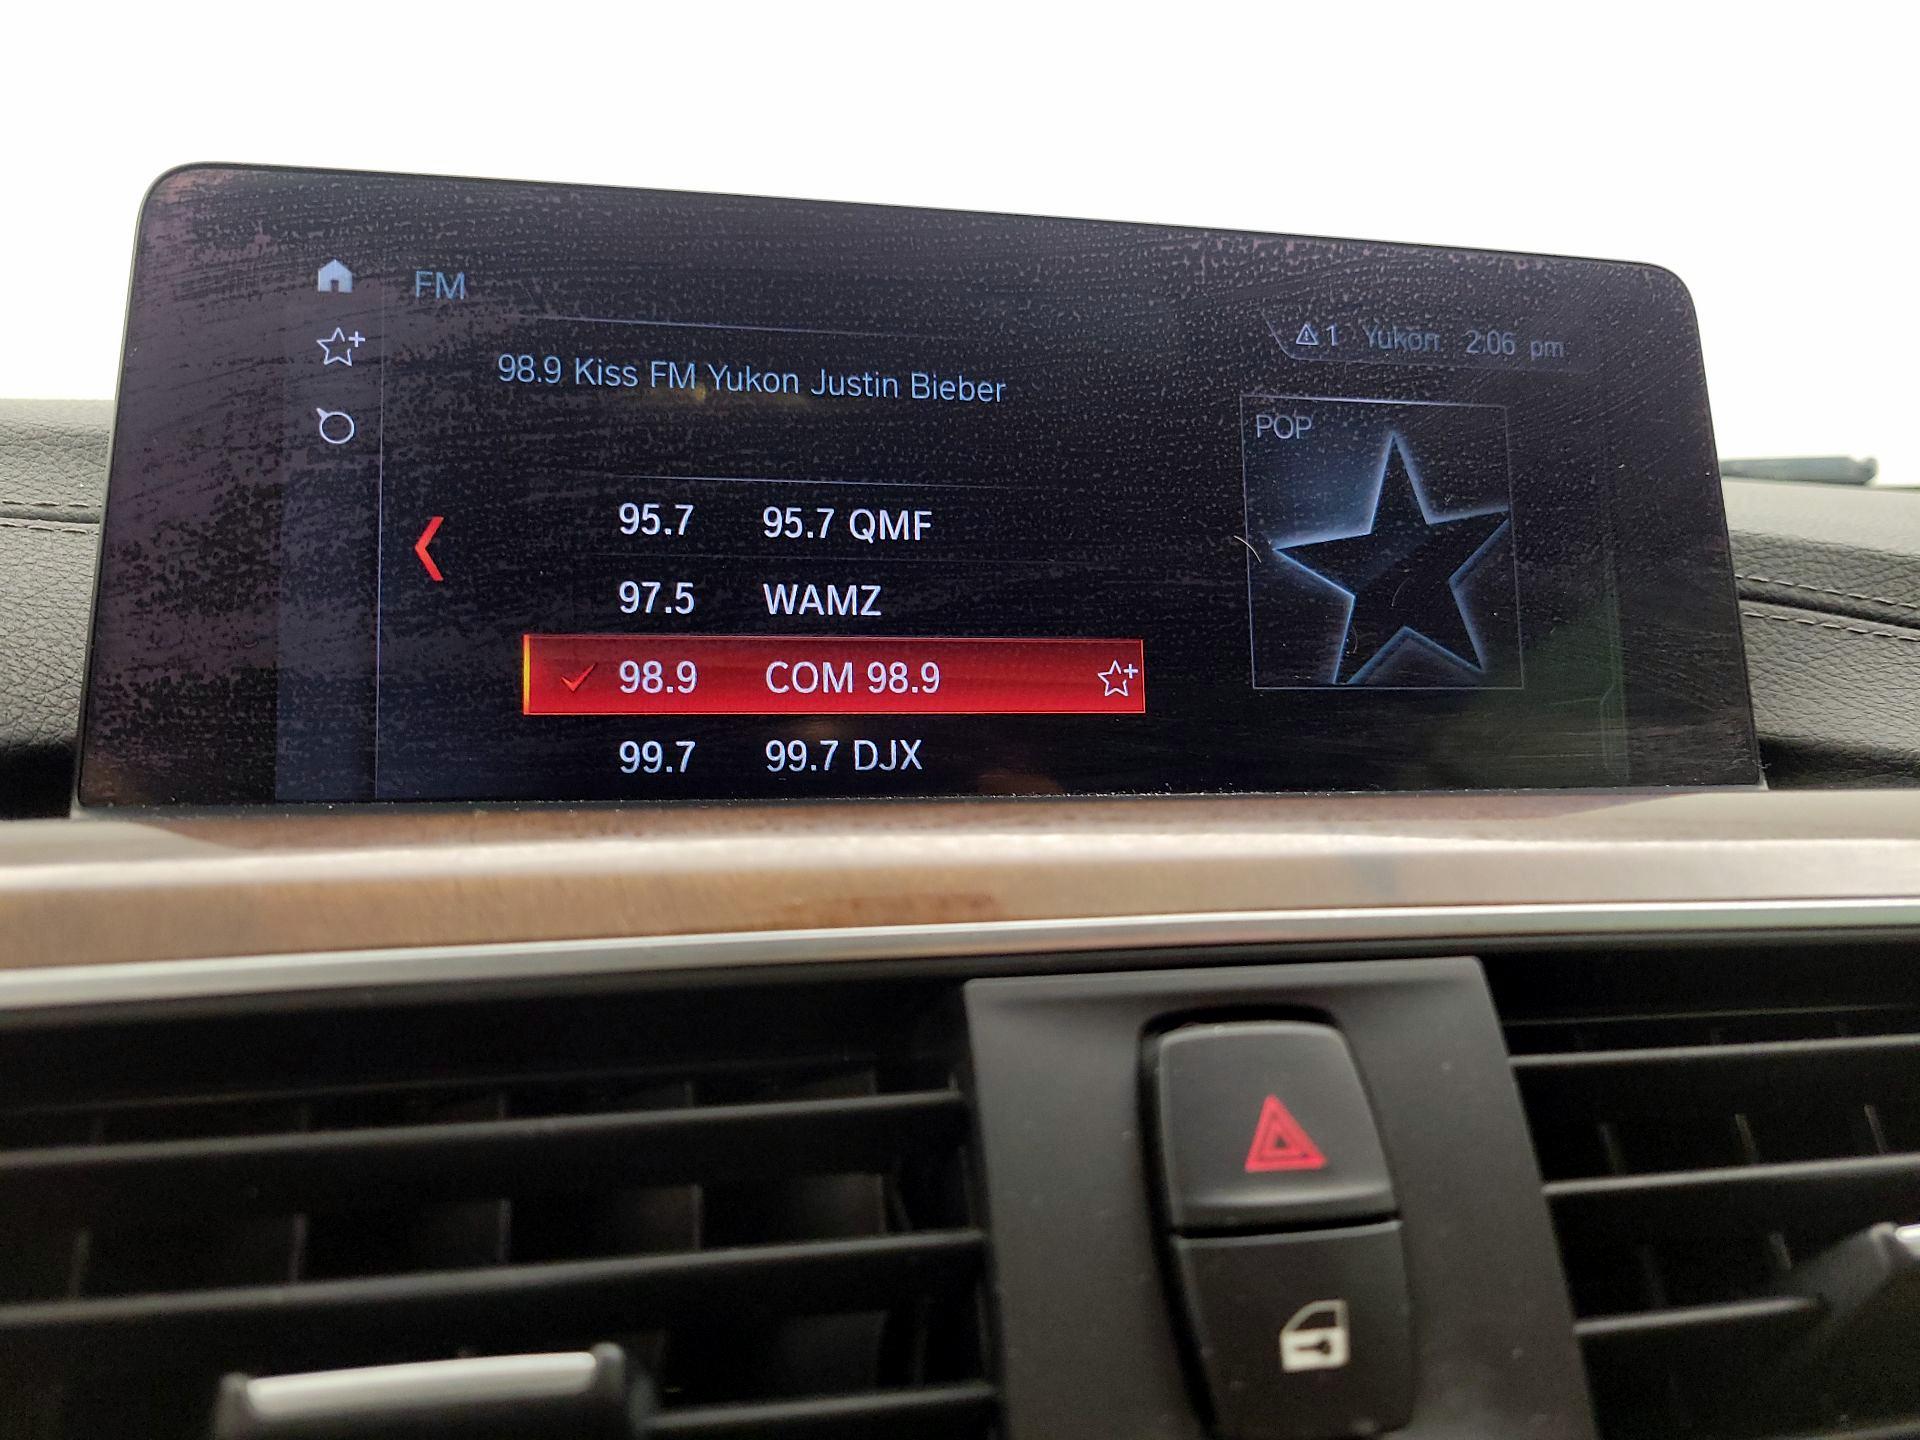 FM
1 Yukon 2:06 pm
98.9 Kiss FM Yukon Justin Bieber
POP
95.7 95.7 QMF
97.5 WAMZ
98.9 COM 98.9
99.7 99.7 DJX